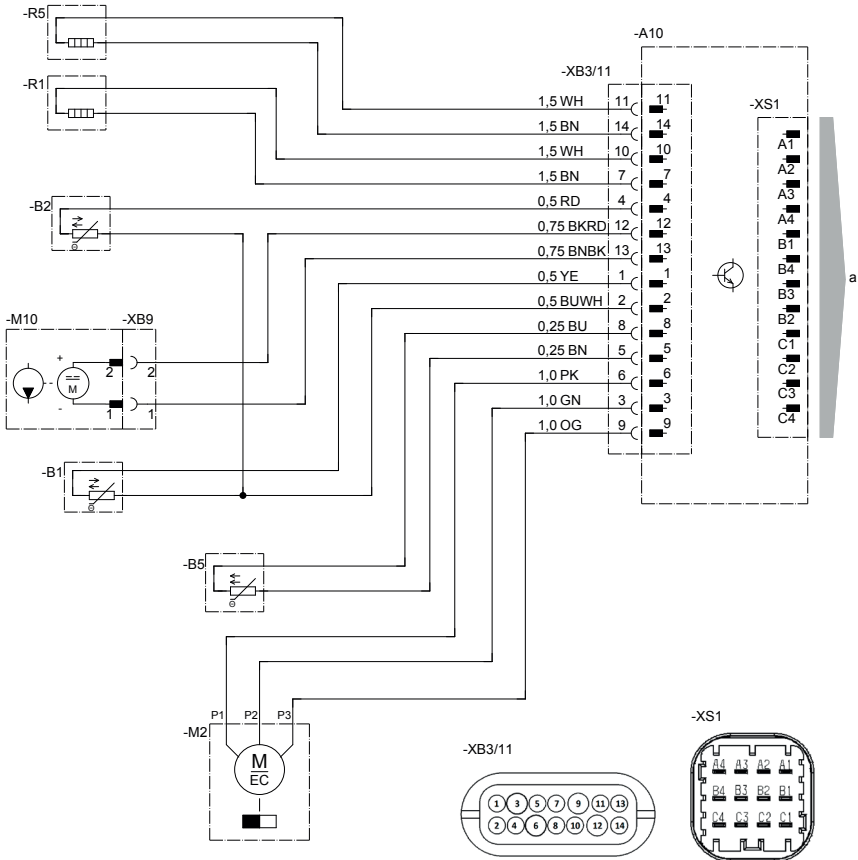 -R5
-A10
-XB3/11
-R1
-XS1
1,5 WH 11 11
1,5 BN 14 14
A1
1,5 WH 10 10
A2
1,5 BN 7 7
A3
-B2
0,5 RD 4 4
A4
0,75 BKRD 12 12
B1
0,75 BNBK 13 13
B4
0,5 YE 1 1
a
B3
0,5 BUWH 2 2
B2
-M10 -XB9
0,25 BU 8 8
C1
0,25 BN 5 5
C2
+ 2 2
M
1,0 PK 6 6
C3
- 1 1
1,0 GN 3 3
C4
1,0 OG 9 9
-B1
-B5
P1 P2 P3
-M2
M
EC
-XB3/11
1 3 5 7 9 11 13
2 4 6 8 10 12 14
-XS1
A4 A3 A2 A1
B4 B3 B2 B1
C4 C3 C2 C1